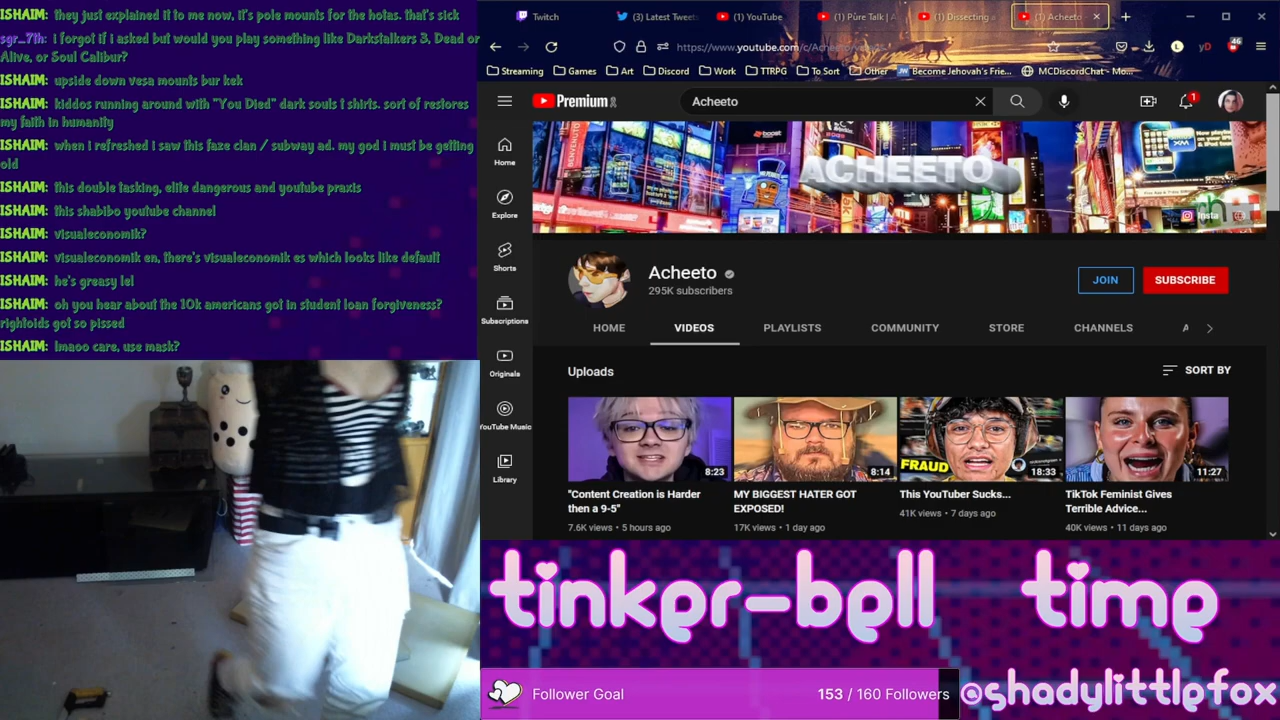 ISHAIM: they just explained it to me now, it's pole mounts for the hotas. that's sick
sgr_7th: i forgot if i asked but would you play something like Darkstalkers 3, Dead or
Alive, or Soul Calibur?
ISHAIM: upside down vesa mounts bur kek
ISHAIM: kiddos running around with "You Died" dark souls t shirts. sort of restores
my faith in humanity
ISHAIM: when i refreshed i saw this faze clan / subway ad. my god i must be getting
old
ISHAIM: this double tasking, elite dangerous and youtube praxis
ISHAIM: this shabibo youtube channel
ISHAIM: visualeconomik?
ISHAIM: visualeconomik en, there's visualeconomik es which looks like default
ISHAIM: he's greasy lel
ISHAIM: oh you hear about the 10k americans got in student loan forgiveness?
rightoids got so pissed
ISHAIM: lmaoo care, use mask?
Twitch
(3) Latest Tweets
(1) YouTube
(1) Püre Talk | A
(1) Dissecting a
(1) Acheeto
https://www.youtube.com/c/Acheeto
46
L
yD
Streaming
Games
Art
Discord
Work
TTRPG
To Sort
Other
Become Jehovah's Frie...
MCDiscordChat - Mo...
Premium
Acheeto
1
Home
Explore
Shorts
Subscriptions
Originals
YouTube Music
Library
ACHEETO
boost
Insta
Acheeto
295K subscribers
JOIN
SUBSCRIBE
HOME
VIDEOS
PLAYLISTS
COMMUNITY
STORE
CHANNELS
A
Uploads
SORT BY
8:23
8:14
FRAUD
18:33
11:27
"Content Creation is Harder
then a 9-5"
7.6K views • 5 hours ago
MY BIGGEST HATER GOT
EXPOSED!
17K views • 1 day ago
This YouTuber Sucks...
41K views • 7 days ago
TikTok Feminist Gives
Terrible Advice...
40K views • 11 days ago
tinker-bell time
Follower Goal
153 / 160 Followers
@shadylittlefox